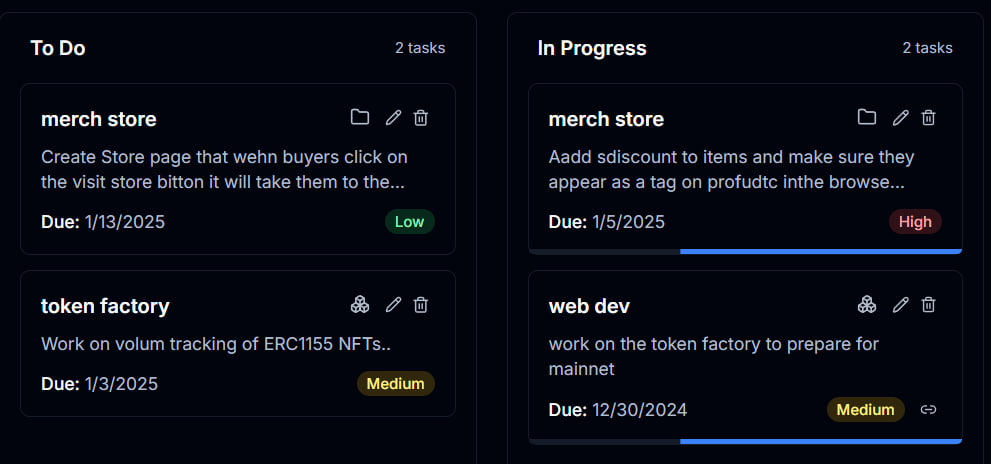 To Do
2 tasks
merch store
Create Store page that wehn buyers click on
the visit store bitton it will take them to the...
Due: 1/13/2025
Low
token factory
Work on volum tracking of ERC1155 NFTs..
Due: 1/3/2025
Medium
In Progress
2 tasks
merch store
Aadd sdiscount to items and make sure they
appear as a tag on profudtc inthe browse...
Due: 1/5/2025
High
web dev
work on the token factory to prepare for
mainnet
Due: 12/30/2024
Medium